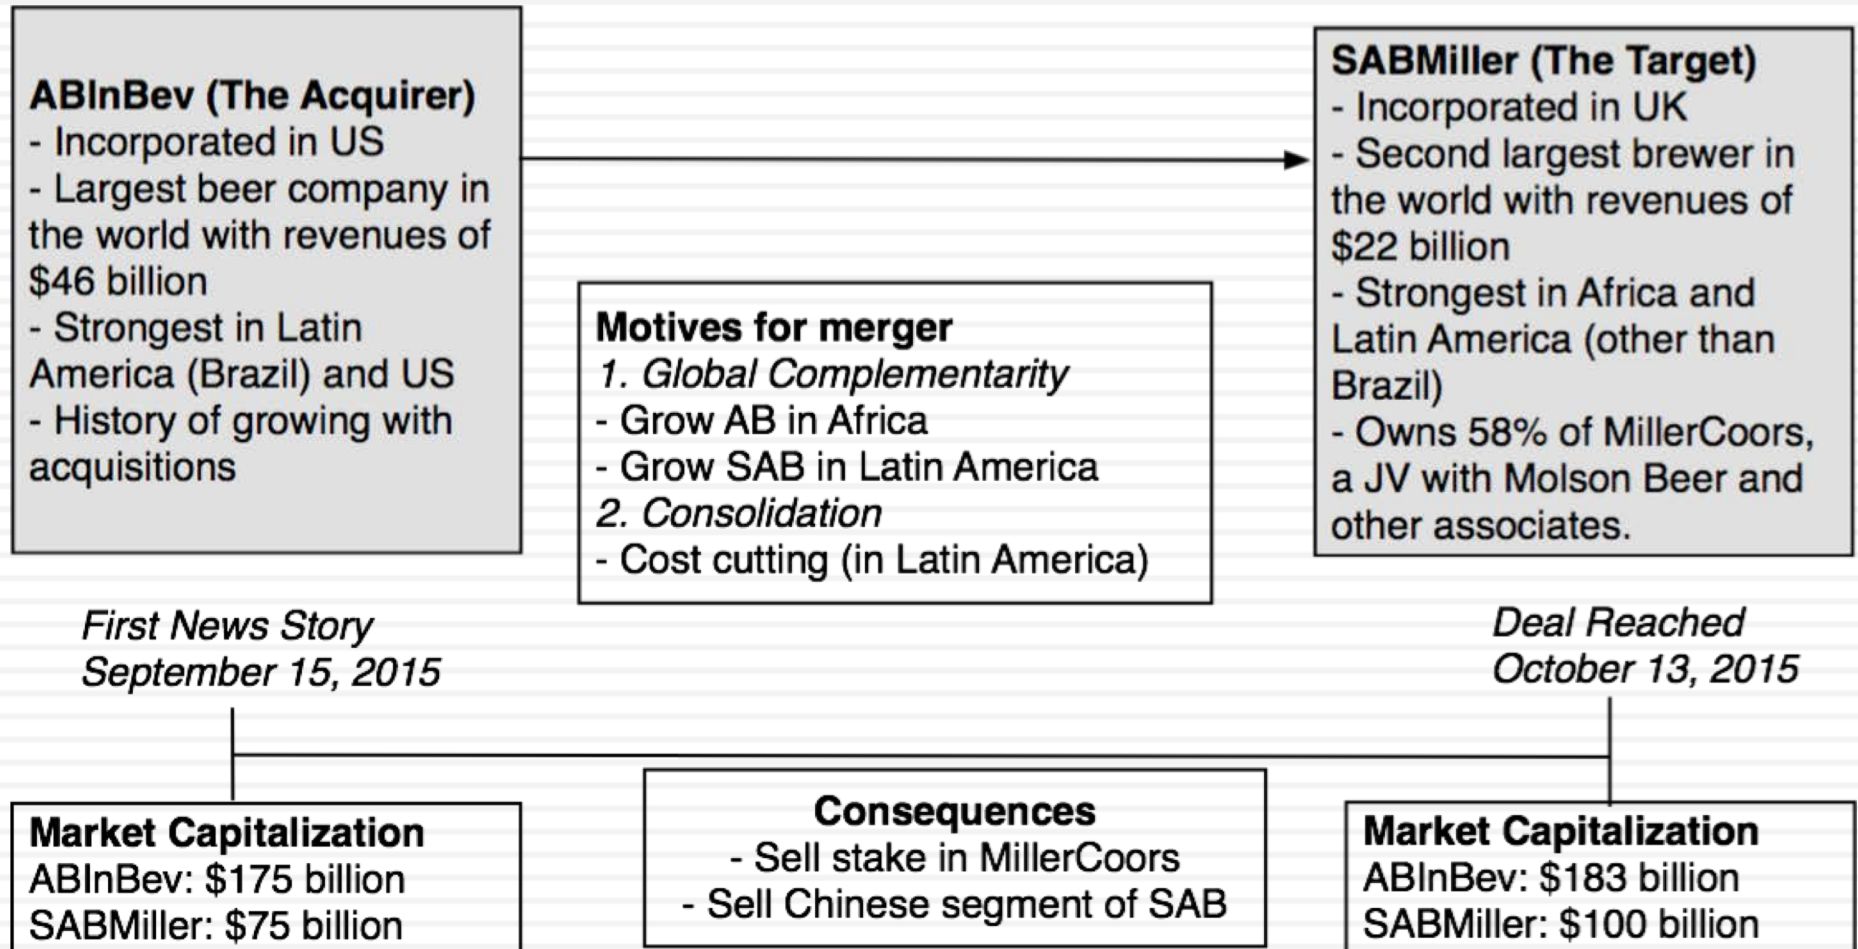 ABInBev (The Acquirer)
- Incorporated in US
- Largest beer company in
the world with revenues of
$46 billion
- Strongest in Latin
America (Brazil) and US
- History of growing with
acquisitions
SABMiller (The Target)
- Incorporated in UK
- Second largest brewer in
the world with revenues of
$22 billion
- Strongest in Africa and
Latin America (other than
Brazil)
- Owns 58% of MillerCoors,
a JV with Molson Beer and
other associates.
Motives for merger
1. Global Complementarity
- Grow AB in Africa
- Grow SAB in Latin America
2. Consolidation
- Cost cutting (in Latin America)
First News Story
September 15, 2015
Deal Reached
October 13, 2015
Market Capitalization
ABInBev: $175 billion
SABMiller: $75 billion
Consequences
- Sell stake in MillerCoors
- Sell Chinese segment of SAB
Market Capitalization
ABInBev: $183 billion
SABMiller: $100 billion